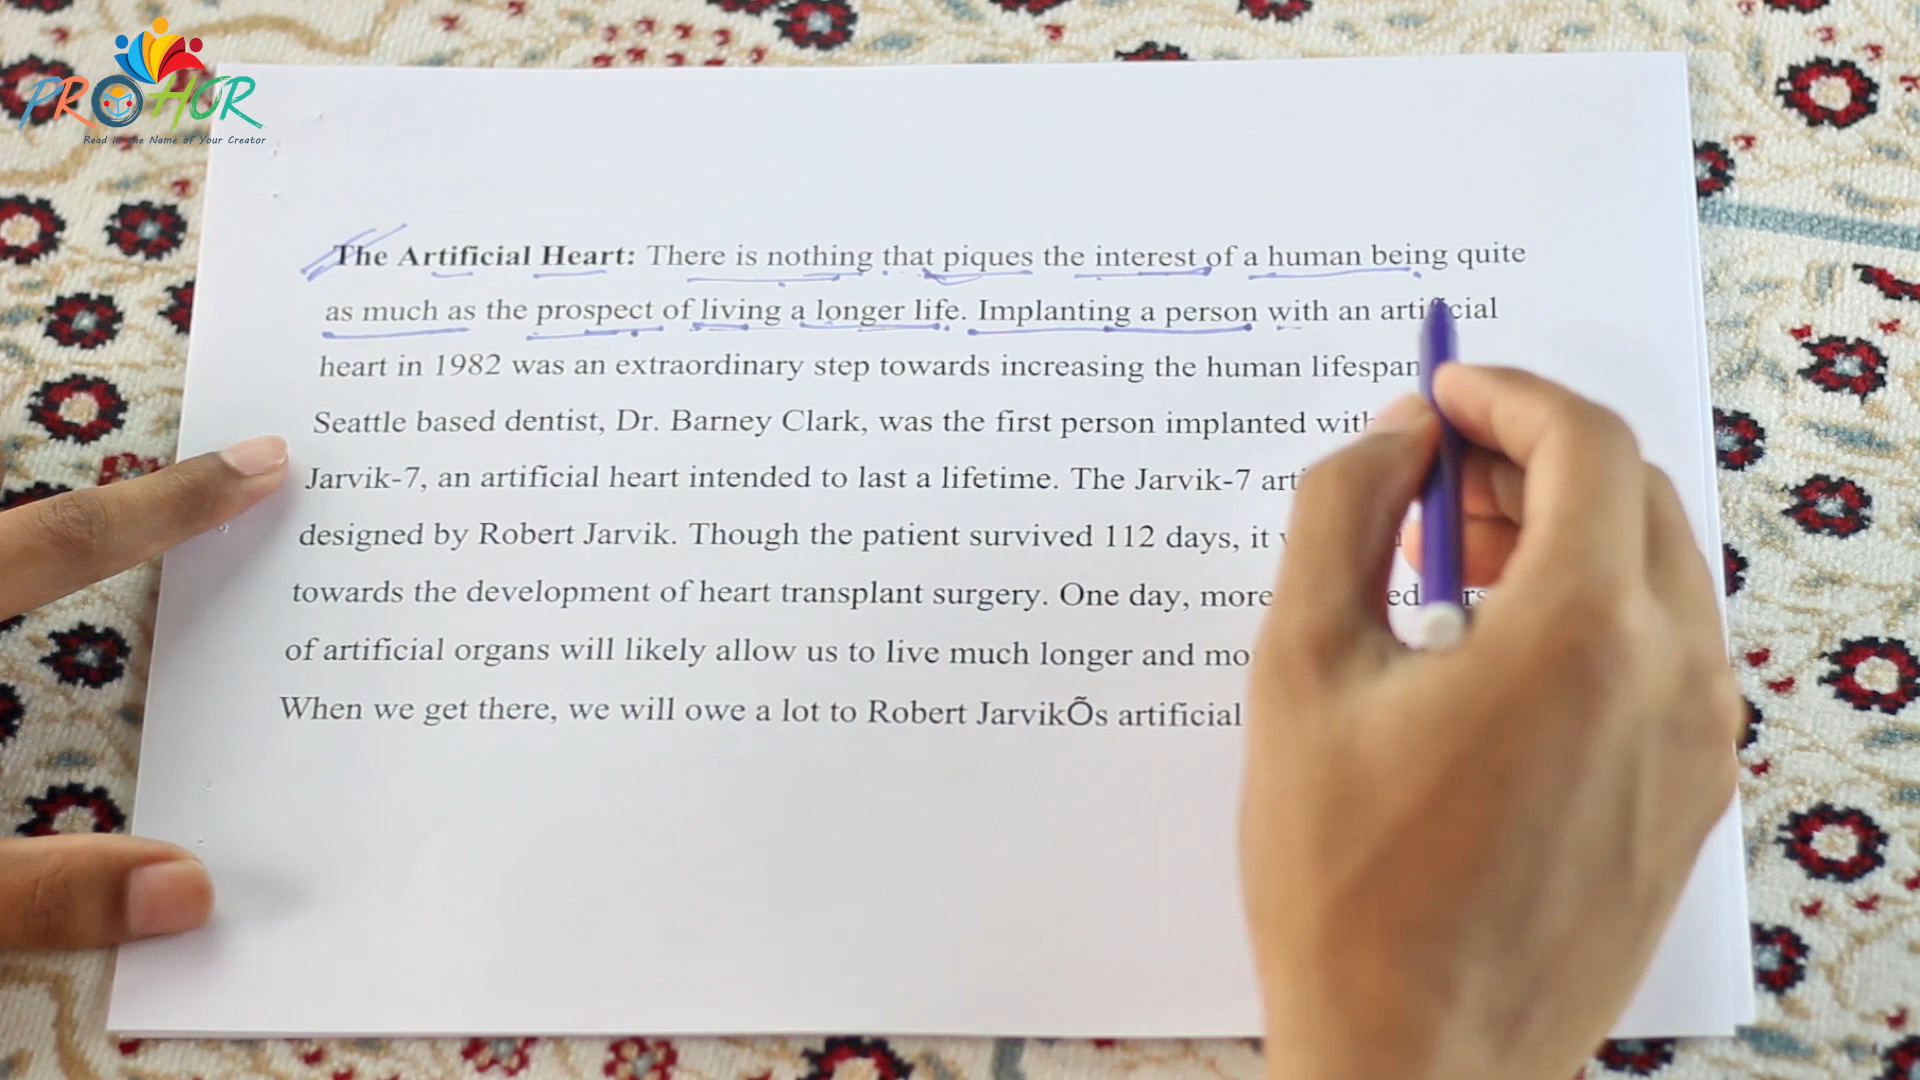 PROHOR
Read in the Name of Your Creator
The Artificial Heart: There is nothing that piques the interest of a human being quite
as much as the prospect of living a longer life. Implanting a person with an artificial
heart in 1982 was an extraordinary step towards increasing the human lifespan
Seattle based dentist, Dr. Barney Clark, was the first person implanted with
Jarvik-7, an artificial heart intended to last a lifetime. The Jarvik-7
designed by Robert Jarvik. Though the patient survived 112 days, it
towards the development of heart transplant surgery. One day, more
of artificial organs will likely allow us to live much longer and
When we get there, we will owe a lot to Robert JarvikÕs artificial